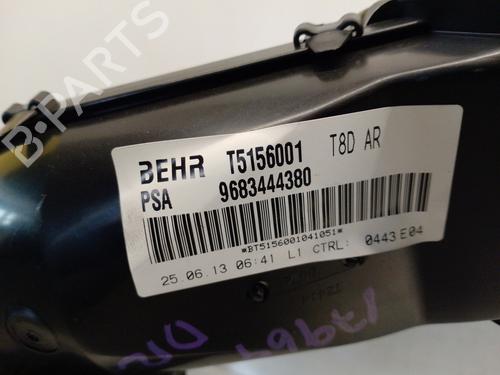 B-PARTS
BEHR T5156001 T8D AR
PSA 9683444380
*BT5156001041051*
25.06.13 06:41 L1 CTRL: 0443 E04